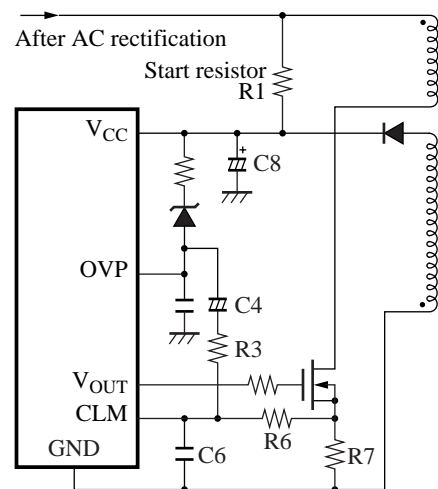 After AC rectification
Start resistor
R1
VCC
C8
OVP
C4
R3
VOUT
CLM
R6
GND
C6
R7
+